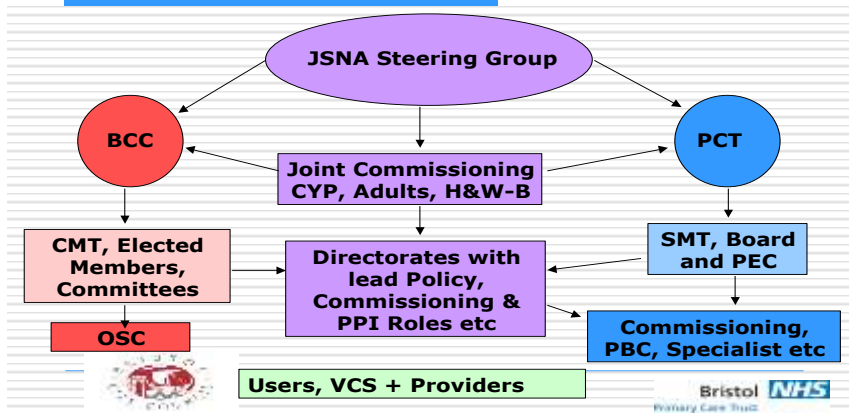 JSNA Steering Group
BCC
PCT
Joint Commissioning
CYP, Adults, H&W-B
CMT, Elected
Members,
Committees
Directorates with
lead Policy,
Commissioning &
PPI Roles etc
SMT, Board
and PEC
OSC
Commissioning,
PBC, Specialist etc
Users, VCS + Providers
Bristol NHS
Primary Care Trust